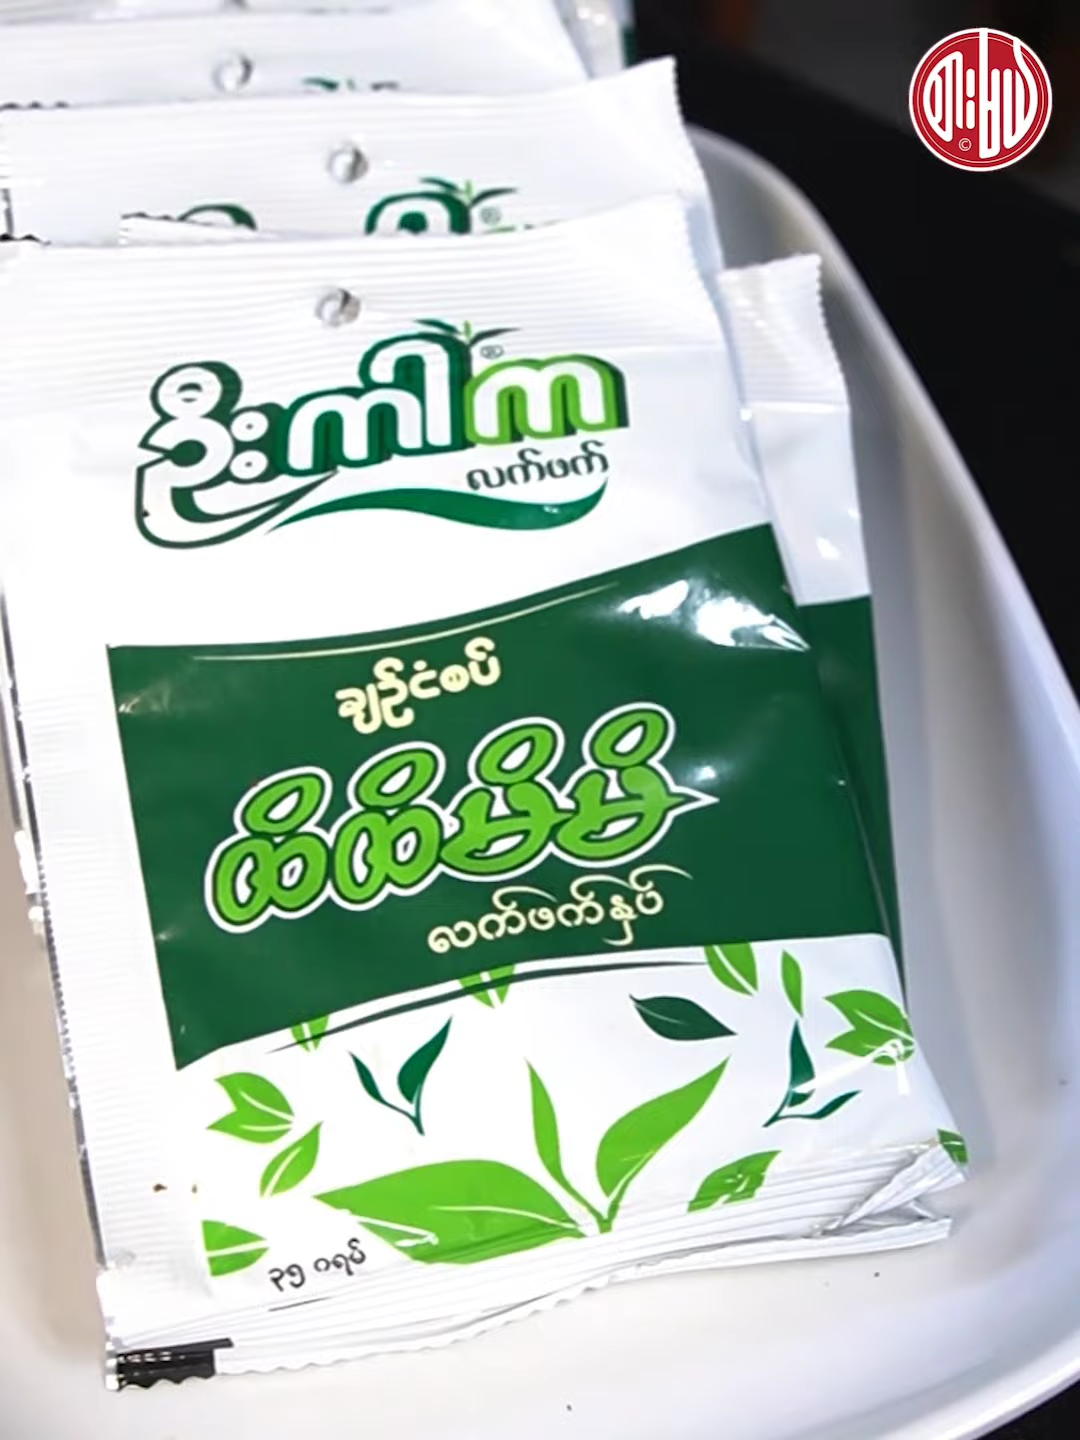 ဦးကါက
လက်ဖက်
ချဉ်ငံစပ်
ထိထိမိမိ
လက်ဖက်နှပ်
၃၅ ဂရပ်